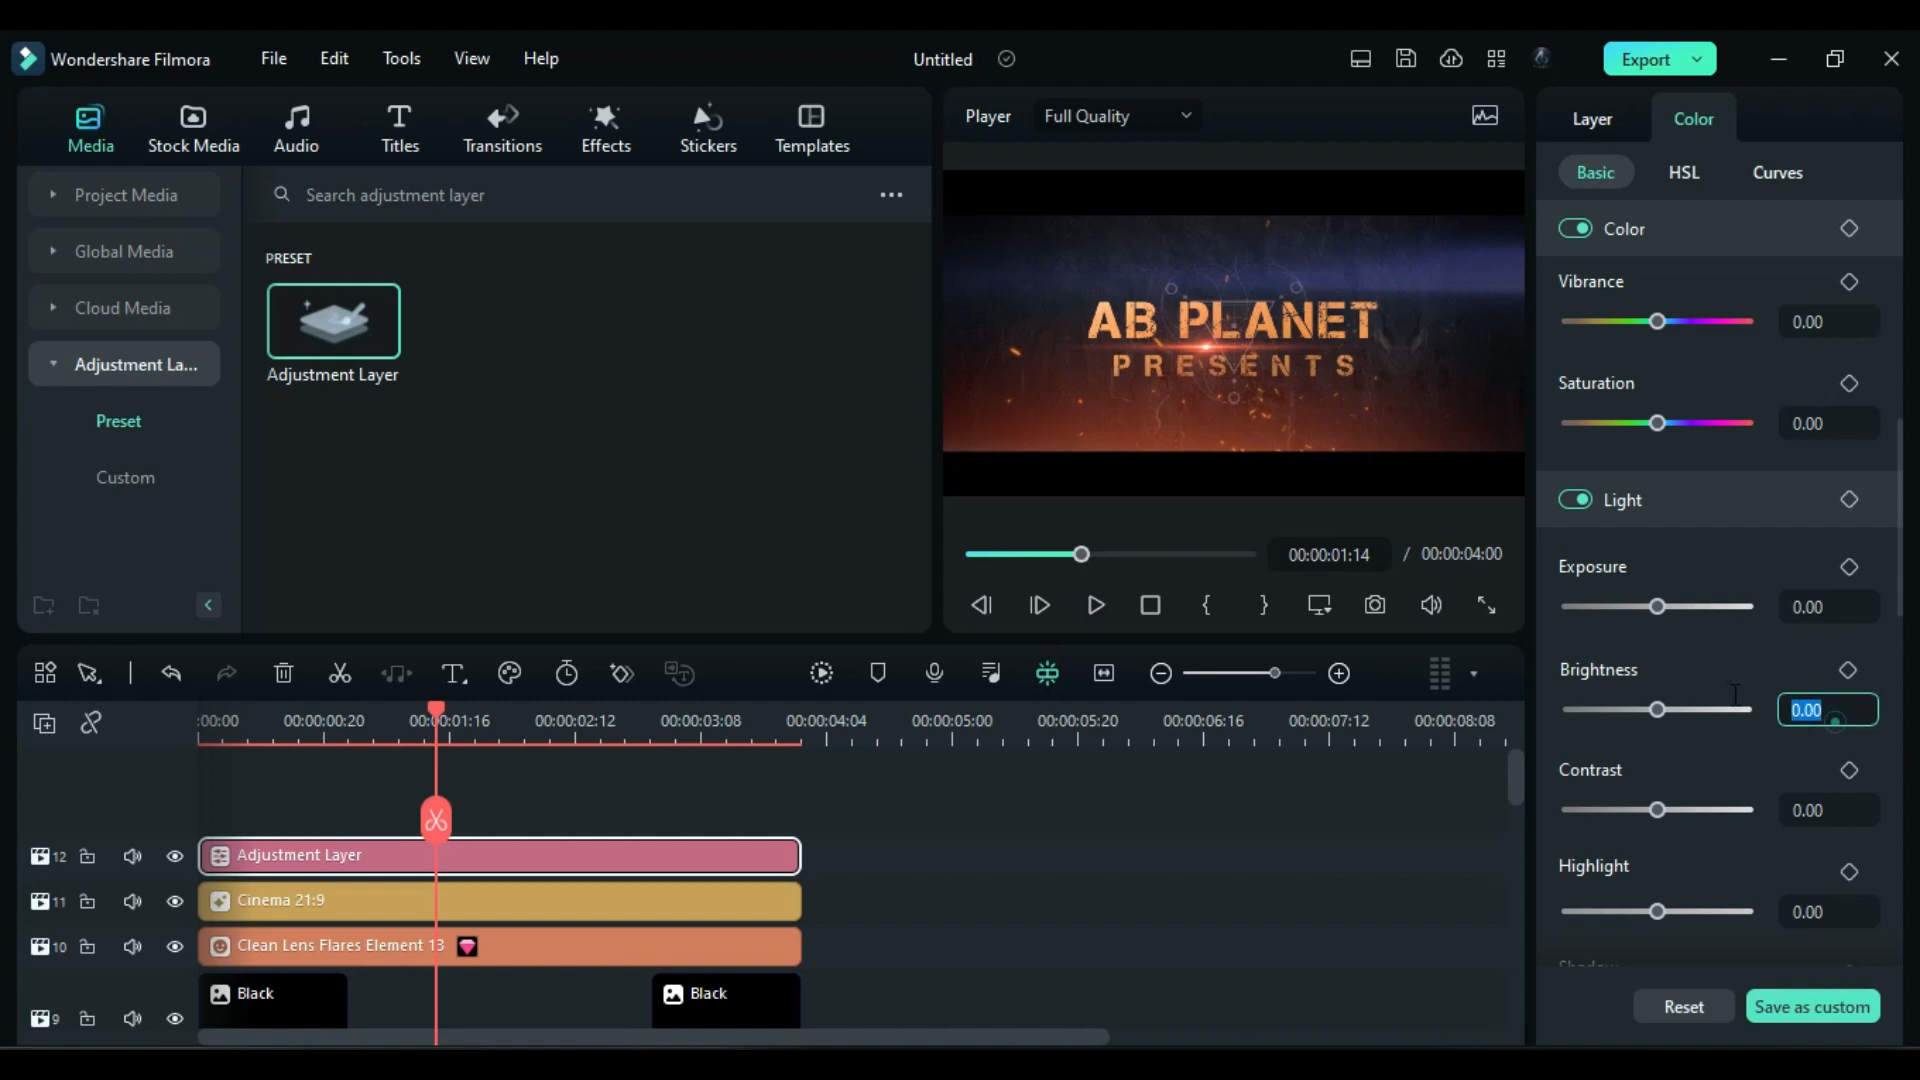 Wondershare Filmora
File
Edit
Tools
View
Help
Untitled
Export
Media
Stock Media
Audio
Titles
Transitions
Effects
Stickers
Templates
Player
Full Quality
Layer
Color
Project Media
Global Media
Cloud Media
Adjustment La...
Preset
Custom
Search adjustment layer
PRESET
Adjustment Layer
AB PLANET
PRESENTS
00:00:01:14 / 00:00:04:00
Basic
HSL
Curves
Color
Vibrance
0.00
Saturation
0.00
Light
Exposure
0.00
Brightness
0.00
Contrast
0.00
Highlight
0.00
Reset
Save as custom
:00:00
00:00:00:20
00:00:01:16
00:00:02:12
00:00:03:08
00:00:04:04
00:00:05:00
00:00:05:20
00:00:06:16
00:00:07:12
00:00:08:08
12
Adjustment Layer
11
Cinema 21:9
10
Clean Lens Flares Element 13
9
Black
Black